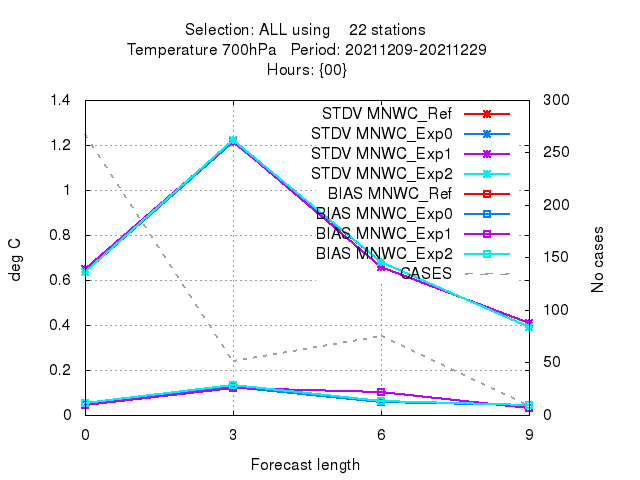 Selection: ALL using    22 stations
Temperature 700hPa   Period: 20211209-20211229
Hours: {00}
1.4
1.2
1
0.8
0.6
0.4
0.2
0
deg C
STDV MNWC_Ref
STDV MNWC_Exp0
STDV MNWC_Exp1
STDV MNWC_Exp2
BIAS MNWC_Ref
BIAS MNWC_Exp0
BIAS MNWC_Exp1
BIAS MNWC_Exp2
CASES
300
250
200
150
100
50
0
No cases
0 3 6 9
Forecast length